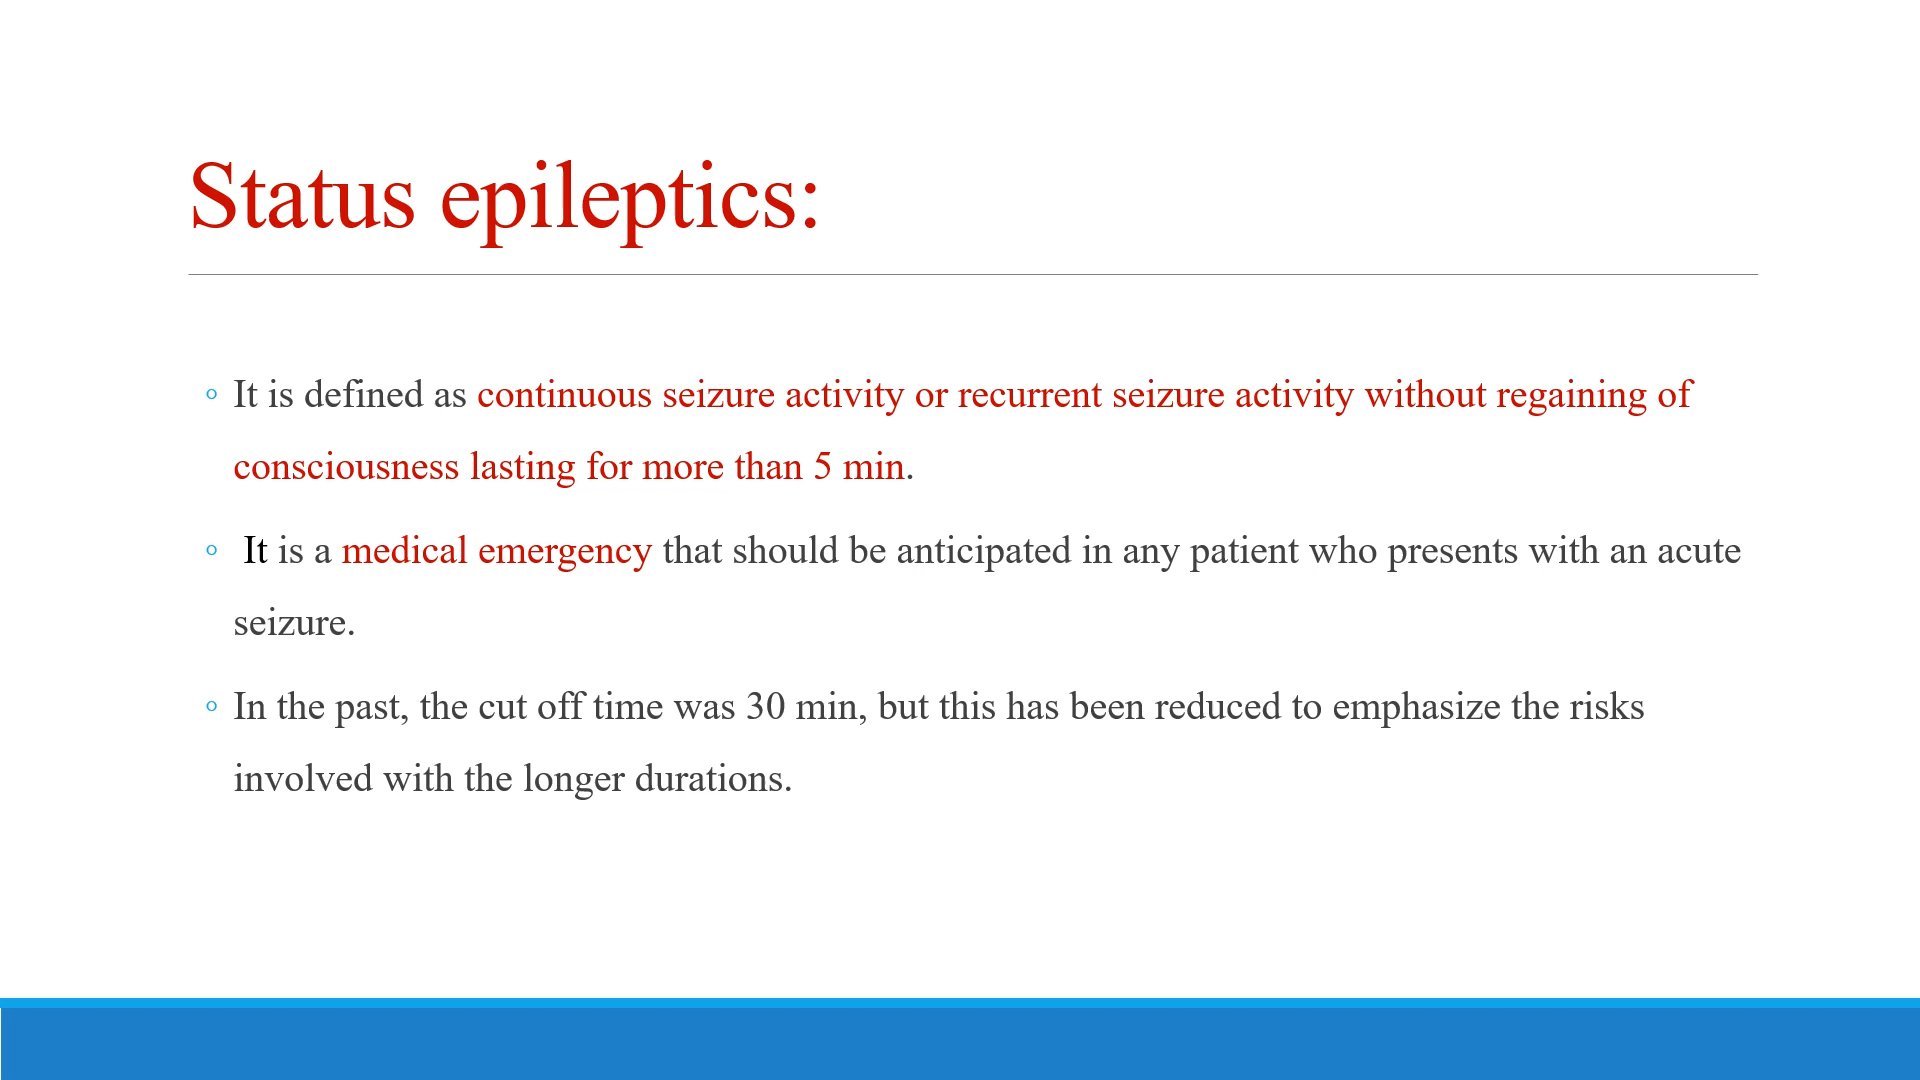 Status epileptics:
◦ It is defined as continuous seizure activity or recurrent seizure activity without regaining of
consciousness lasting for more than 5 min.
◦ It is a medical emergency that should be anticipated in any patient who presents with an acute
seizure.
◦ In the past, the cut off time was 30 min, but this has been reduced to emphasize the risks
involved with the longer durations.